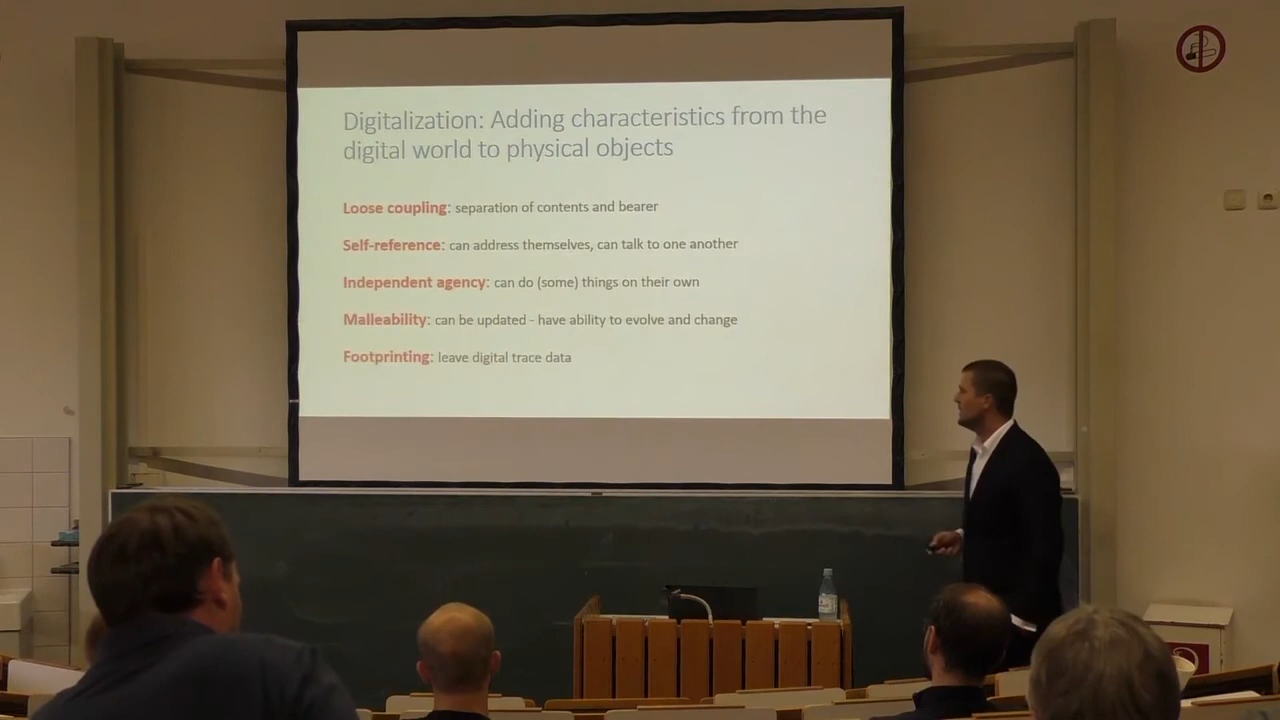 Digitalization: Adding characteristics from the
digital world to physical objects
Loose coupling: separation of contents and bearer
Self-reference: can address themselves, can talk to one another
Independent agency: can do (some) things on their own
Malleability: can be updated - have ability to evolve and change
Footprinting: leave digital trace data